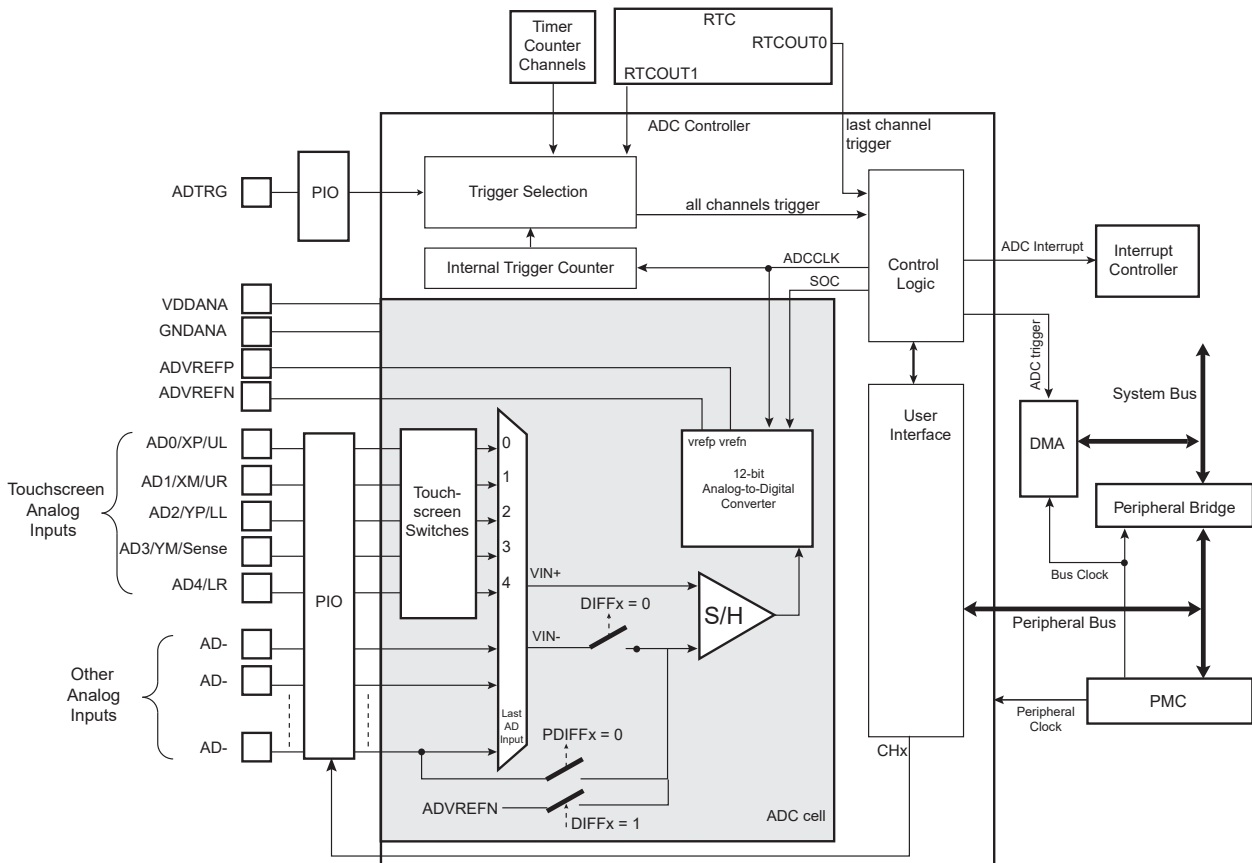 Timer
Counter
Channels
RTC
RTCOUT0
RTCOUT1
ADC Controller
last channel
trigger
ADTRG
PIO
Trigger Selection
all channels trigger
Internal Trigger Counter
ADCCLK
SOC
Control
Logic
ADC Interrupt
Interrupt
Controller
VDDANA
GNDANA
ADVREFP
ADVREFN
ADC trigger
System Bus
Touchscreen
Analog
Inputs
AD0/XP/UL
AD1/XM/UR
AD2/YP/LL
AD3/YM/Sense
AD4/LR
PIO
Touch-
screen
Switches
0
1
2
3
4
vrefp vrefn
12-bit
Analog-to-Digital
Converter
User
Interface
DMA
Peripheral Bridge
Bus Clock
VIN+
DIFFx = 0
VIN-
S/H
Peripheral Bus
Other
Analog
Inputs
AD-
AD-
AD-
Last
AD
Input
PDIFFx = 0
ADVREFN
DIFFx = 1
ADC cell
CHx
Peripheral
Clock
PMC